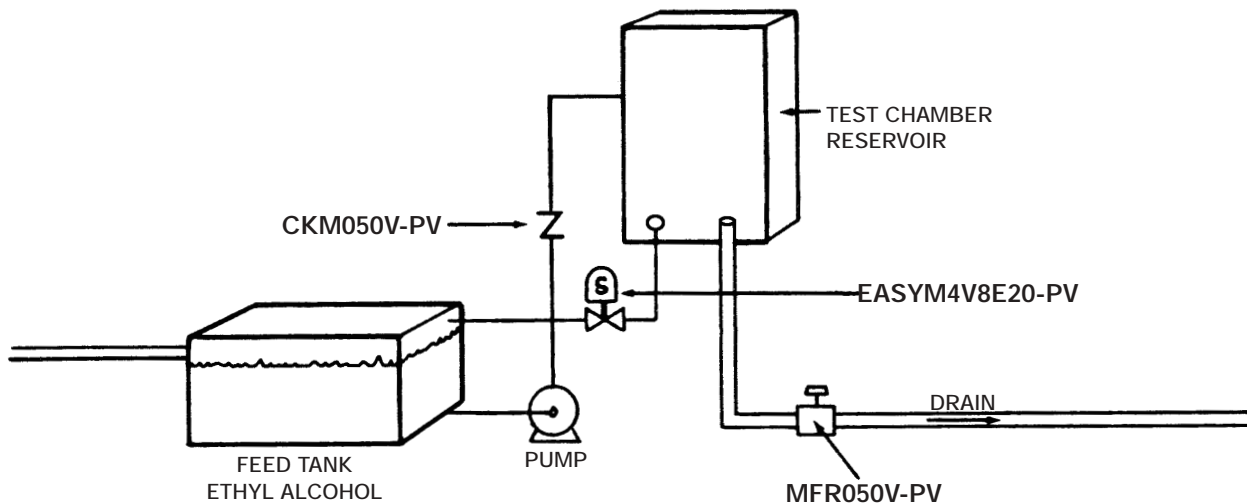 TEST CHAMBER
RESERVOIR
CKM050V-PV
S
EASYM4V8E20-PV
DRAIN
PUMP
FEED TANK
ETHYL ALCOHOL
MFR050V-PV